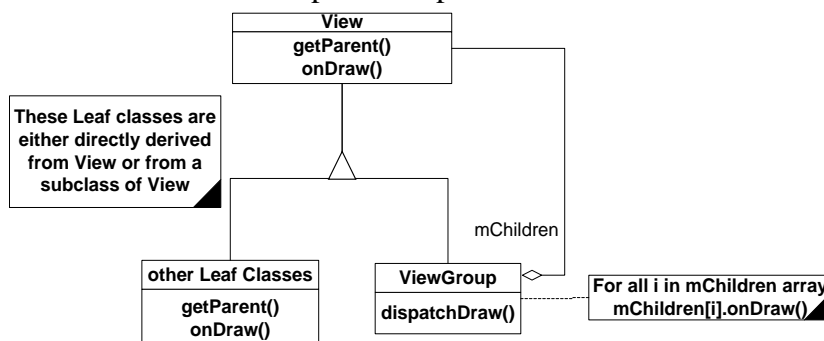 View
getParent()
onDraw()
These Leaf classes are
either directly derived
from View or from a
subclass of View
mChildren
other Leaf Classes
getParent()
onDraw()
ViewGroup
dispatchDraw()
For all i in mChildren array
mChildren[i].onDraw()